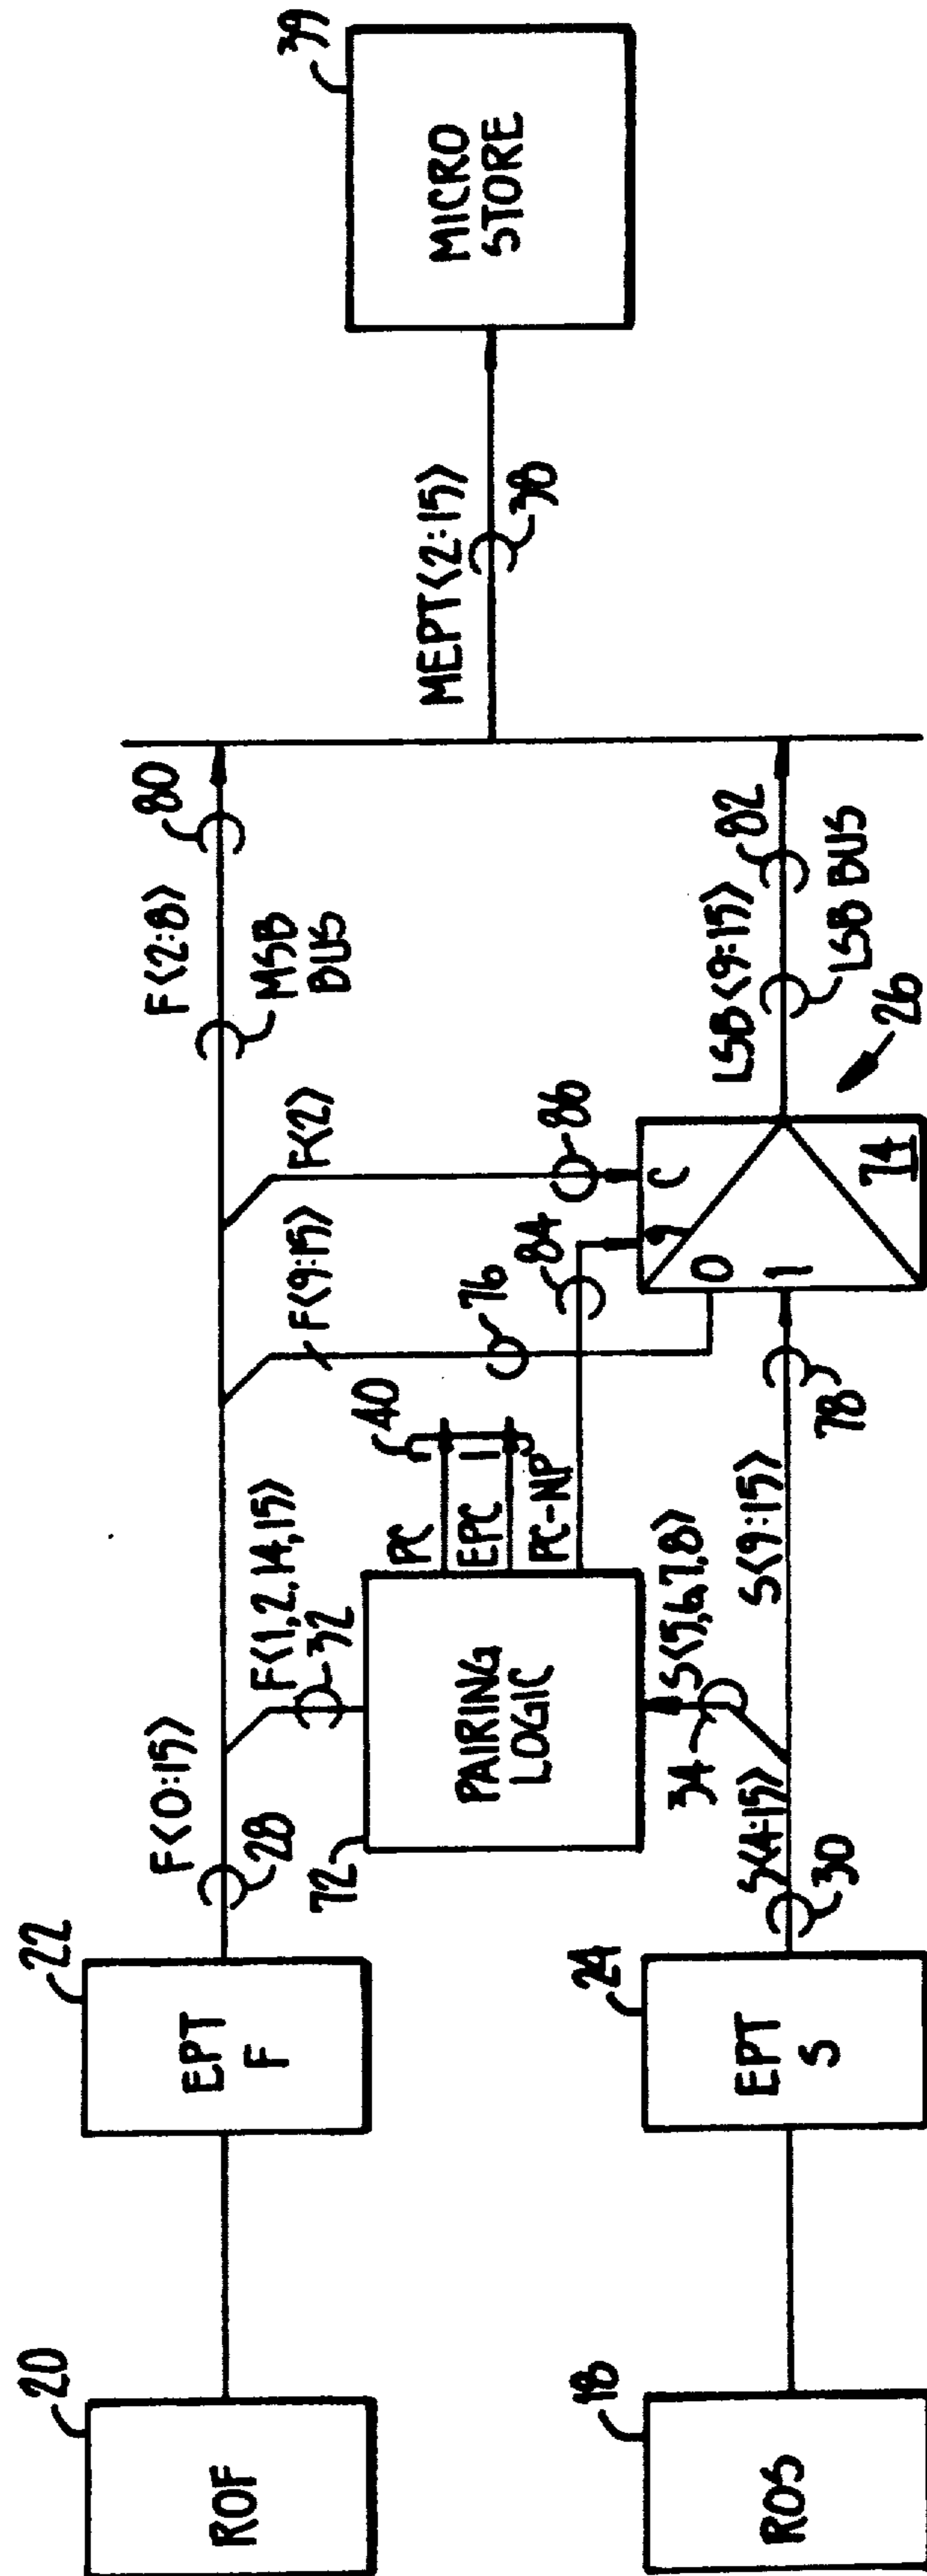 20
ROF
22
EPT
F
F<0:15>
28
F<1,2,14,15>
32
72
PAIRING
LOGIC
PC
EPC
PC-NP
40
34
S<5,6,7,8>
18
ROS
24
EPT
S
S<4:15>
30
S<9:15>
78
F<9:15>
76
F<2>
84
86
0
1
C
74
26
MSB
BUS
F<2:8>
80
LSB<9:15>
82
LSB BUS
MEPT<2:15>
38
MICRO
STORE
39